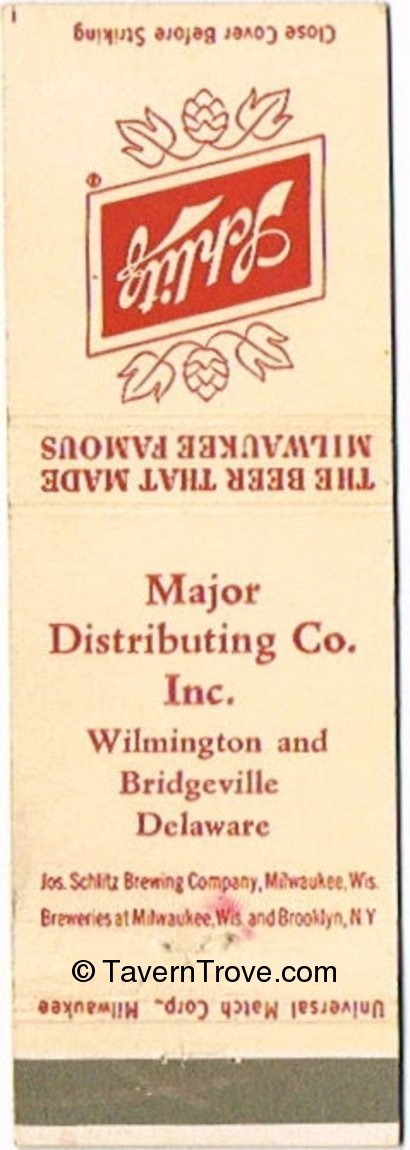 Close Cover Before Striking
Schlitz
®
THE BEER THAT MADE
MILWAUKEE FAMOUS
Major
Distributing Co.
Inc.
Wilmington and
Bridgeville
Delaware
Jos. Schlitz Brewing Company, Milwaukee, Wis.
Breweries at Milwaukee, Wis. and Brooklyn, N Y
© TavernTrove.com
Universal Match Corp., Milwaukee